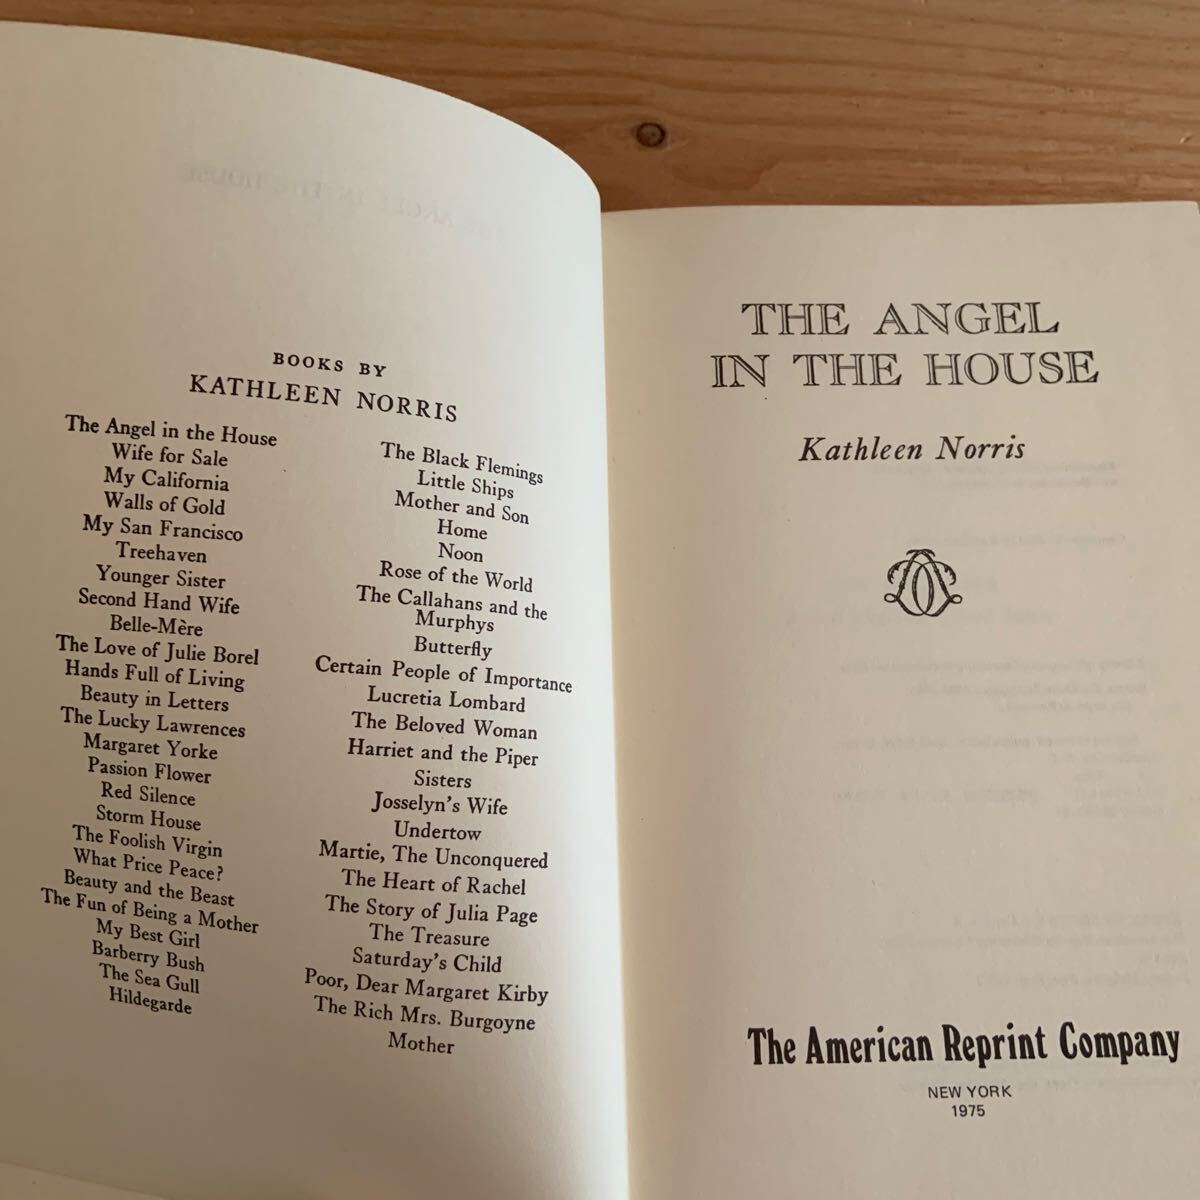 BOOKS BY
KATHLEEN NORRIS
The Angel in the House
Wife for Sale
My California
Walls of Gold
My San Francisco
Treehaven
Younger Sister
Second Hand Wife
Belle-Mère
The Love of Julie Borel
Hands Full of Living
Beauty in Letters
The Lucky Lawrences
Margaret Yorke
Passion Flower
Red Silence
Storm House
The Foolish Virgin
What Price Peace?
Beauty and the Beast
The Fun of Being a Mother
My Best Girl
Barberry Bush
The Sea Gull
Hildegarde
The Black Flemings
Little Ships
Mother and Son
Home
Noon
Rose of the World
The Callahans and the
Murphys
Butterfly
Certain People of Importance
Lucretia Lombard
The Beloved Woman
Harriet and the Piper
Sisters
Josselyn's Wife
Undertow
Martie, The Unconquered
The Heart of Rachel
The Story of Julia Page
The Treasure
Saturday's Child
Poor, Dear Margaret Kirby
The Rich Mrs. Burgoyne
Mother
THE ANGEL
IN THE HOUSE
Kathleen Norris
The American Reprint Company
NEW YORK
1975